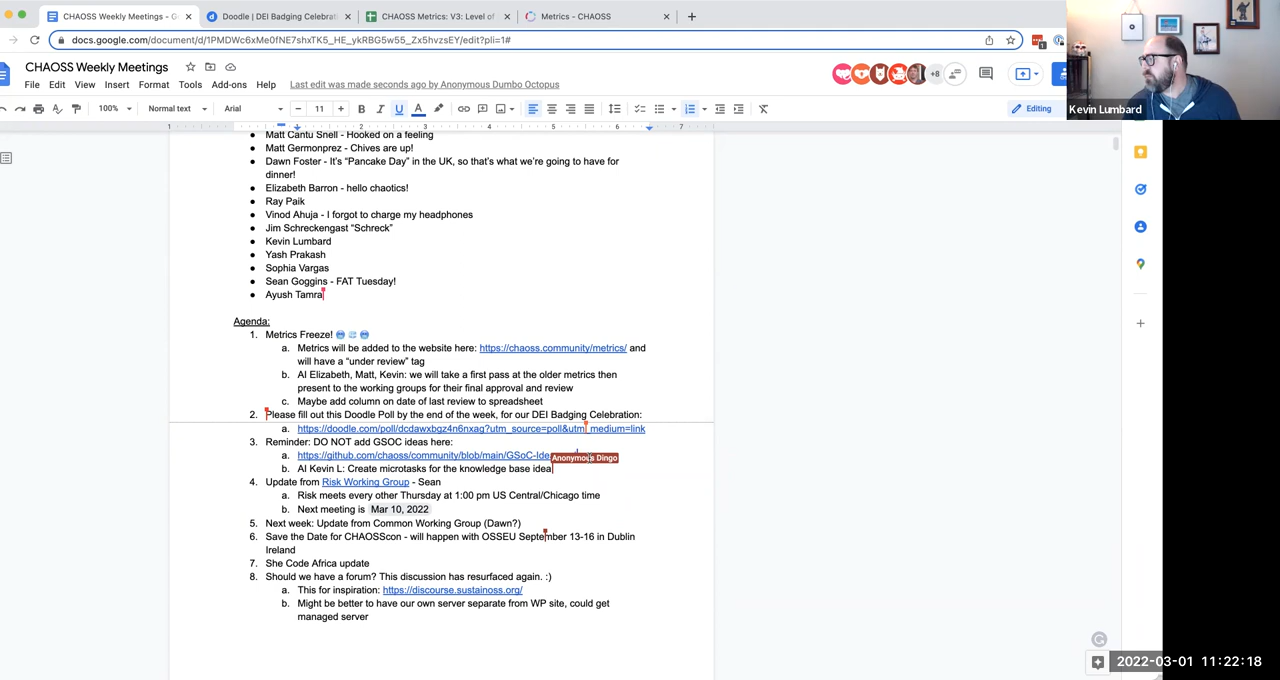 CHAOSS Weekly Meetings - G
Doodle | DEI Badging Celebrat
CHAOSS Metrics: V3: Level of
Metrics - CHAOSS
docs.google.com/document/d/1PMDWc6xMe0fNE7shxTK5_HE_ykRBG5w55_Zx5hvzsEY/edit?pli=1#
CHAOSS Weekly Meetings
File Edit View Insert Format Tools Add-ons Help Last edit was made seconds ago by Anonymous Dumbo Octopus
+8
Kevin Lumbard
100% Normal text Arial 11 Editing
1 1 2 3 4 5 6 7
Matt Cantu Snell - Hooked on a feeling
Matt Germonprez - Chives are up!
Dawn Foster - It's “Pancake Day” in the UK, so that's what we're going to have for
dinner!
Elizabeth Barron - hello chaotics!
Ray Paik
Vinod Ahuja - I forgot to charge my headphones
Jim Schreckengast “Schreck”
Kevin Lumbard
Yash Prakash
Sophia Vargas
Sean Goggins - FAT Tuesday!
Ayush Tamra
Agenda:
1. Metrics Freeze! 🥶🥶🥶
a. Metrics will be added to the website here: https://chaoss.community/metrics/ and
will have a “under review” tag
b. AI Elizabeth, Matt, Kevin: we will take a first pass at the older metrics then
present to the working groups for their final approval and review
c. Maybe add column on date of last review to spreadsheet
2. Please fill out this Doodle Poll by the end of the week, for our DEI Badging Celebration:
a. https://doodle.com/poll/dcdawxbgz4n6nxag?utm_source=poll&utm_medium=link
3. Reminder: DO NOT add GSOC ideas here:
a. https://github.com/chaoss/community/blob/main/GSoC-Ide
Anonymous Dingo
b. AI Kevin L: Create microtasks for the knowledge base idea
4. Update from Risk Working Group - Sean
a. Risk meets every other Thursday at 1:00 pm US Central/Chicago time
b. Next meeting is Mar 10, 2022
5. Next week: Update from Common Working Group (Dawn?)
6. Save the Date for CHAOSScon - will happen with OSSEU September 13-16 in Dublin
Ireland
7. She Code Africa update
8. Should we have a forum? This discussion has resurfaced again. :)
a. This for inspiration: https://discourse.sustainoss.org/
b. Might be better to have our own server separate from WP site, could get
managed server
2022-03-01 11:22:18